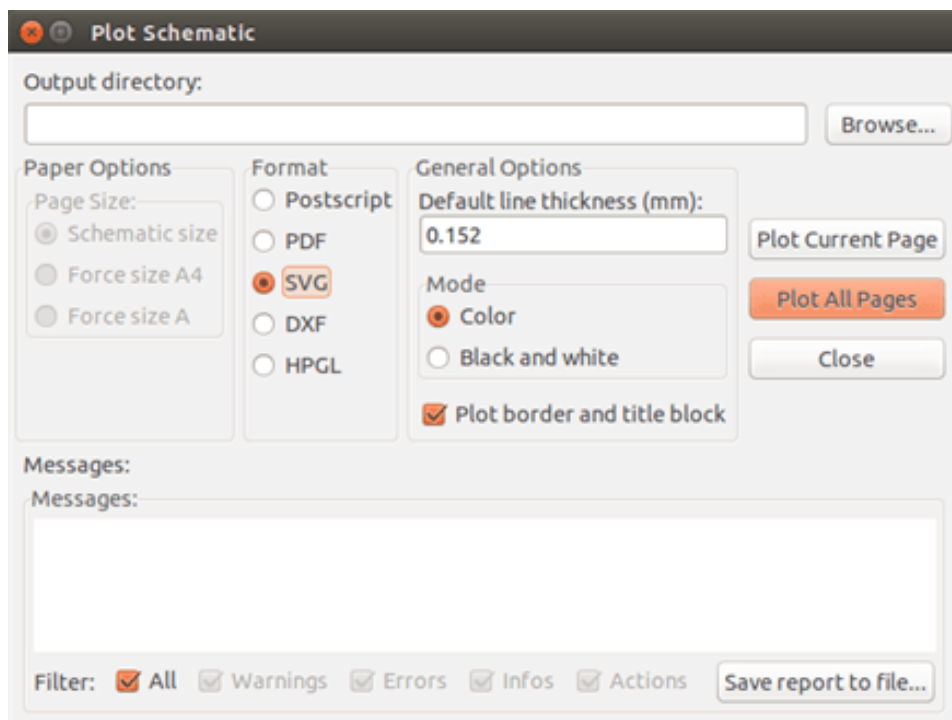 Plot Schematic
Output directory:
Browse...
Paper Options
Page Size:
Schematic size
Force size A4
Force size A
Format
Postscript
PDF
SVG
DXF
HPGL
General Options
Default line thickness (mm):
0.152
Mode
Color
Black and white
Plot border and title block
Plot Current Page
Plot All Pages
Close
Messages:
Messages:
Filter: All Warnings Errors Infos Actions Save report to file...